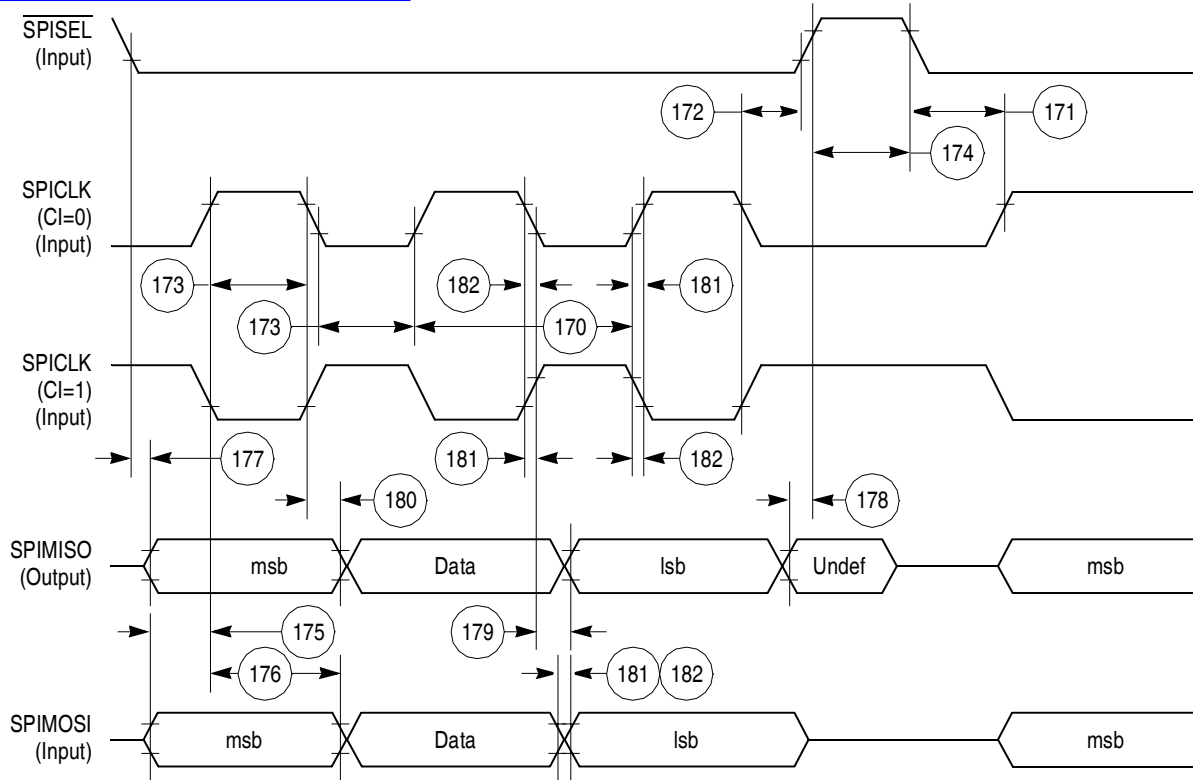 SPISEL
(Input)
172
171
174
SPICLK
(CI=0)
(Input)
173
182
181
173
170
SPICLK
(CI=1)
(Input)
177
181
182
180
178
SPIMISO
(Output)
msb
Data
lsb
Undef
msb
175
179
176
181
182
SPIMOSI
(Input)
msb
Data
lsb
msb